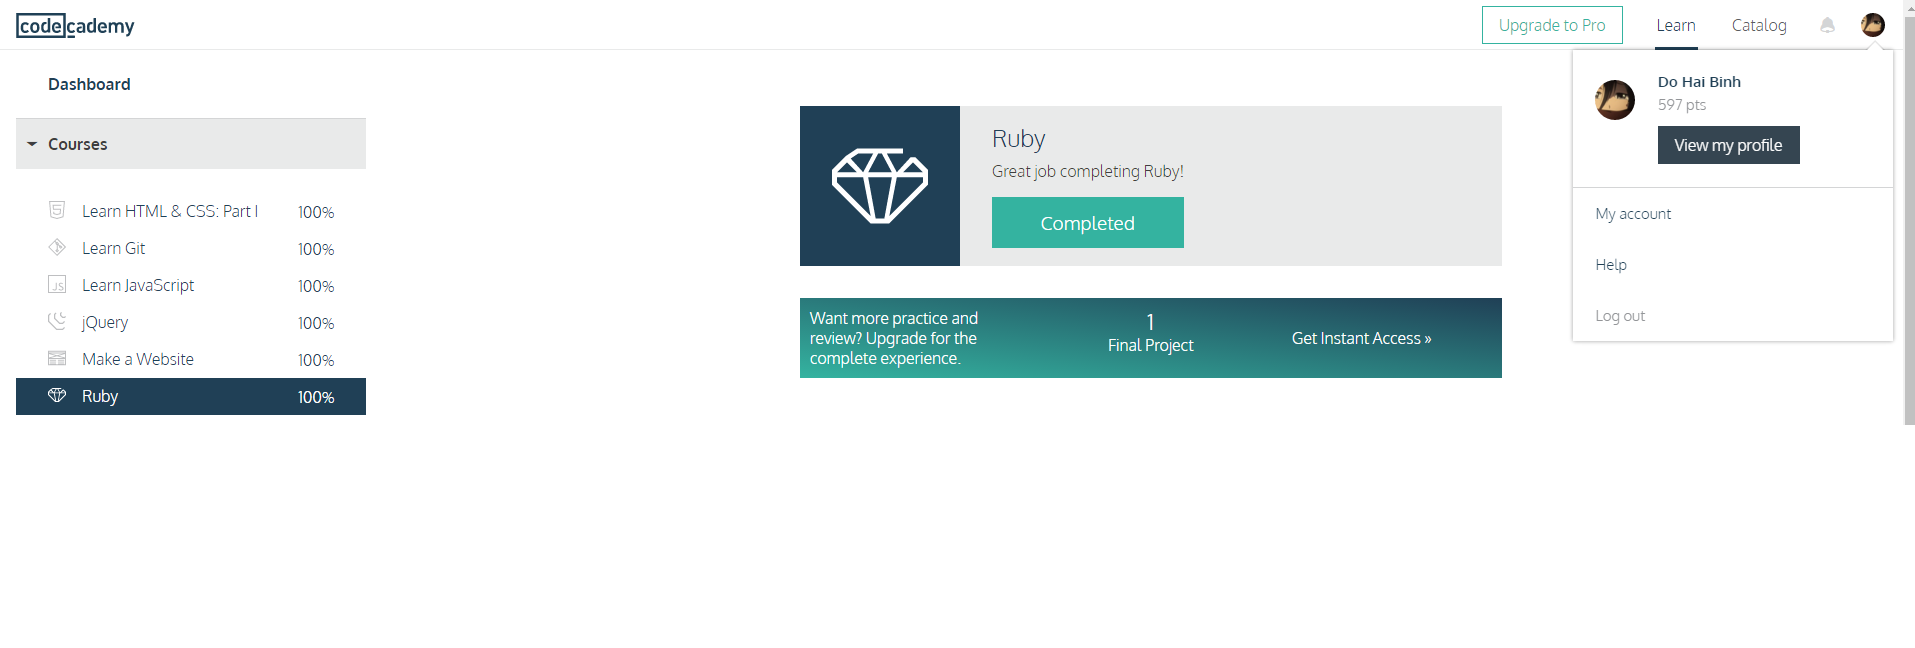 codecademy
Upgrade to Pro
Learn
Catalog
Do Hai Binh
597 pts
View my profile
My account
Help
Log out
Dashboard
Courses
Learn HTML & CSS: Part I 100%
Learn Git 100%
JS Learn JavaScript 100%
jQuery 100%
Make a Website 100%
Ruby 100%
Ruby
Great job completing Ruby!
Completed
Want more practice and
review? Upgrade for the
complete experience.
1
Final Project
Get Instant Access »